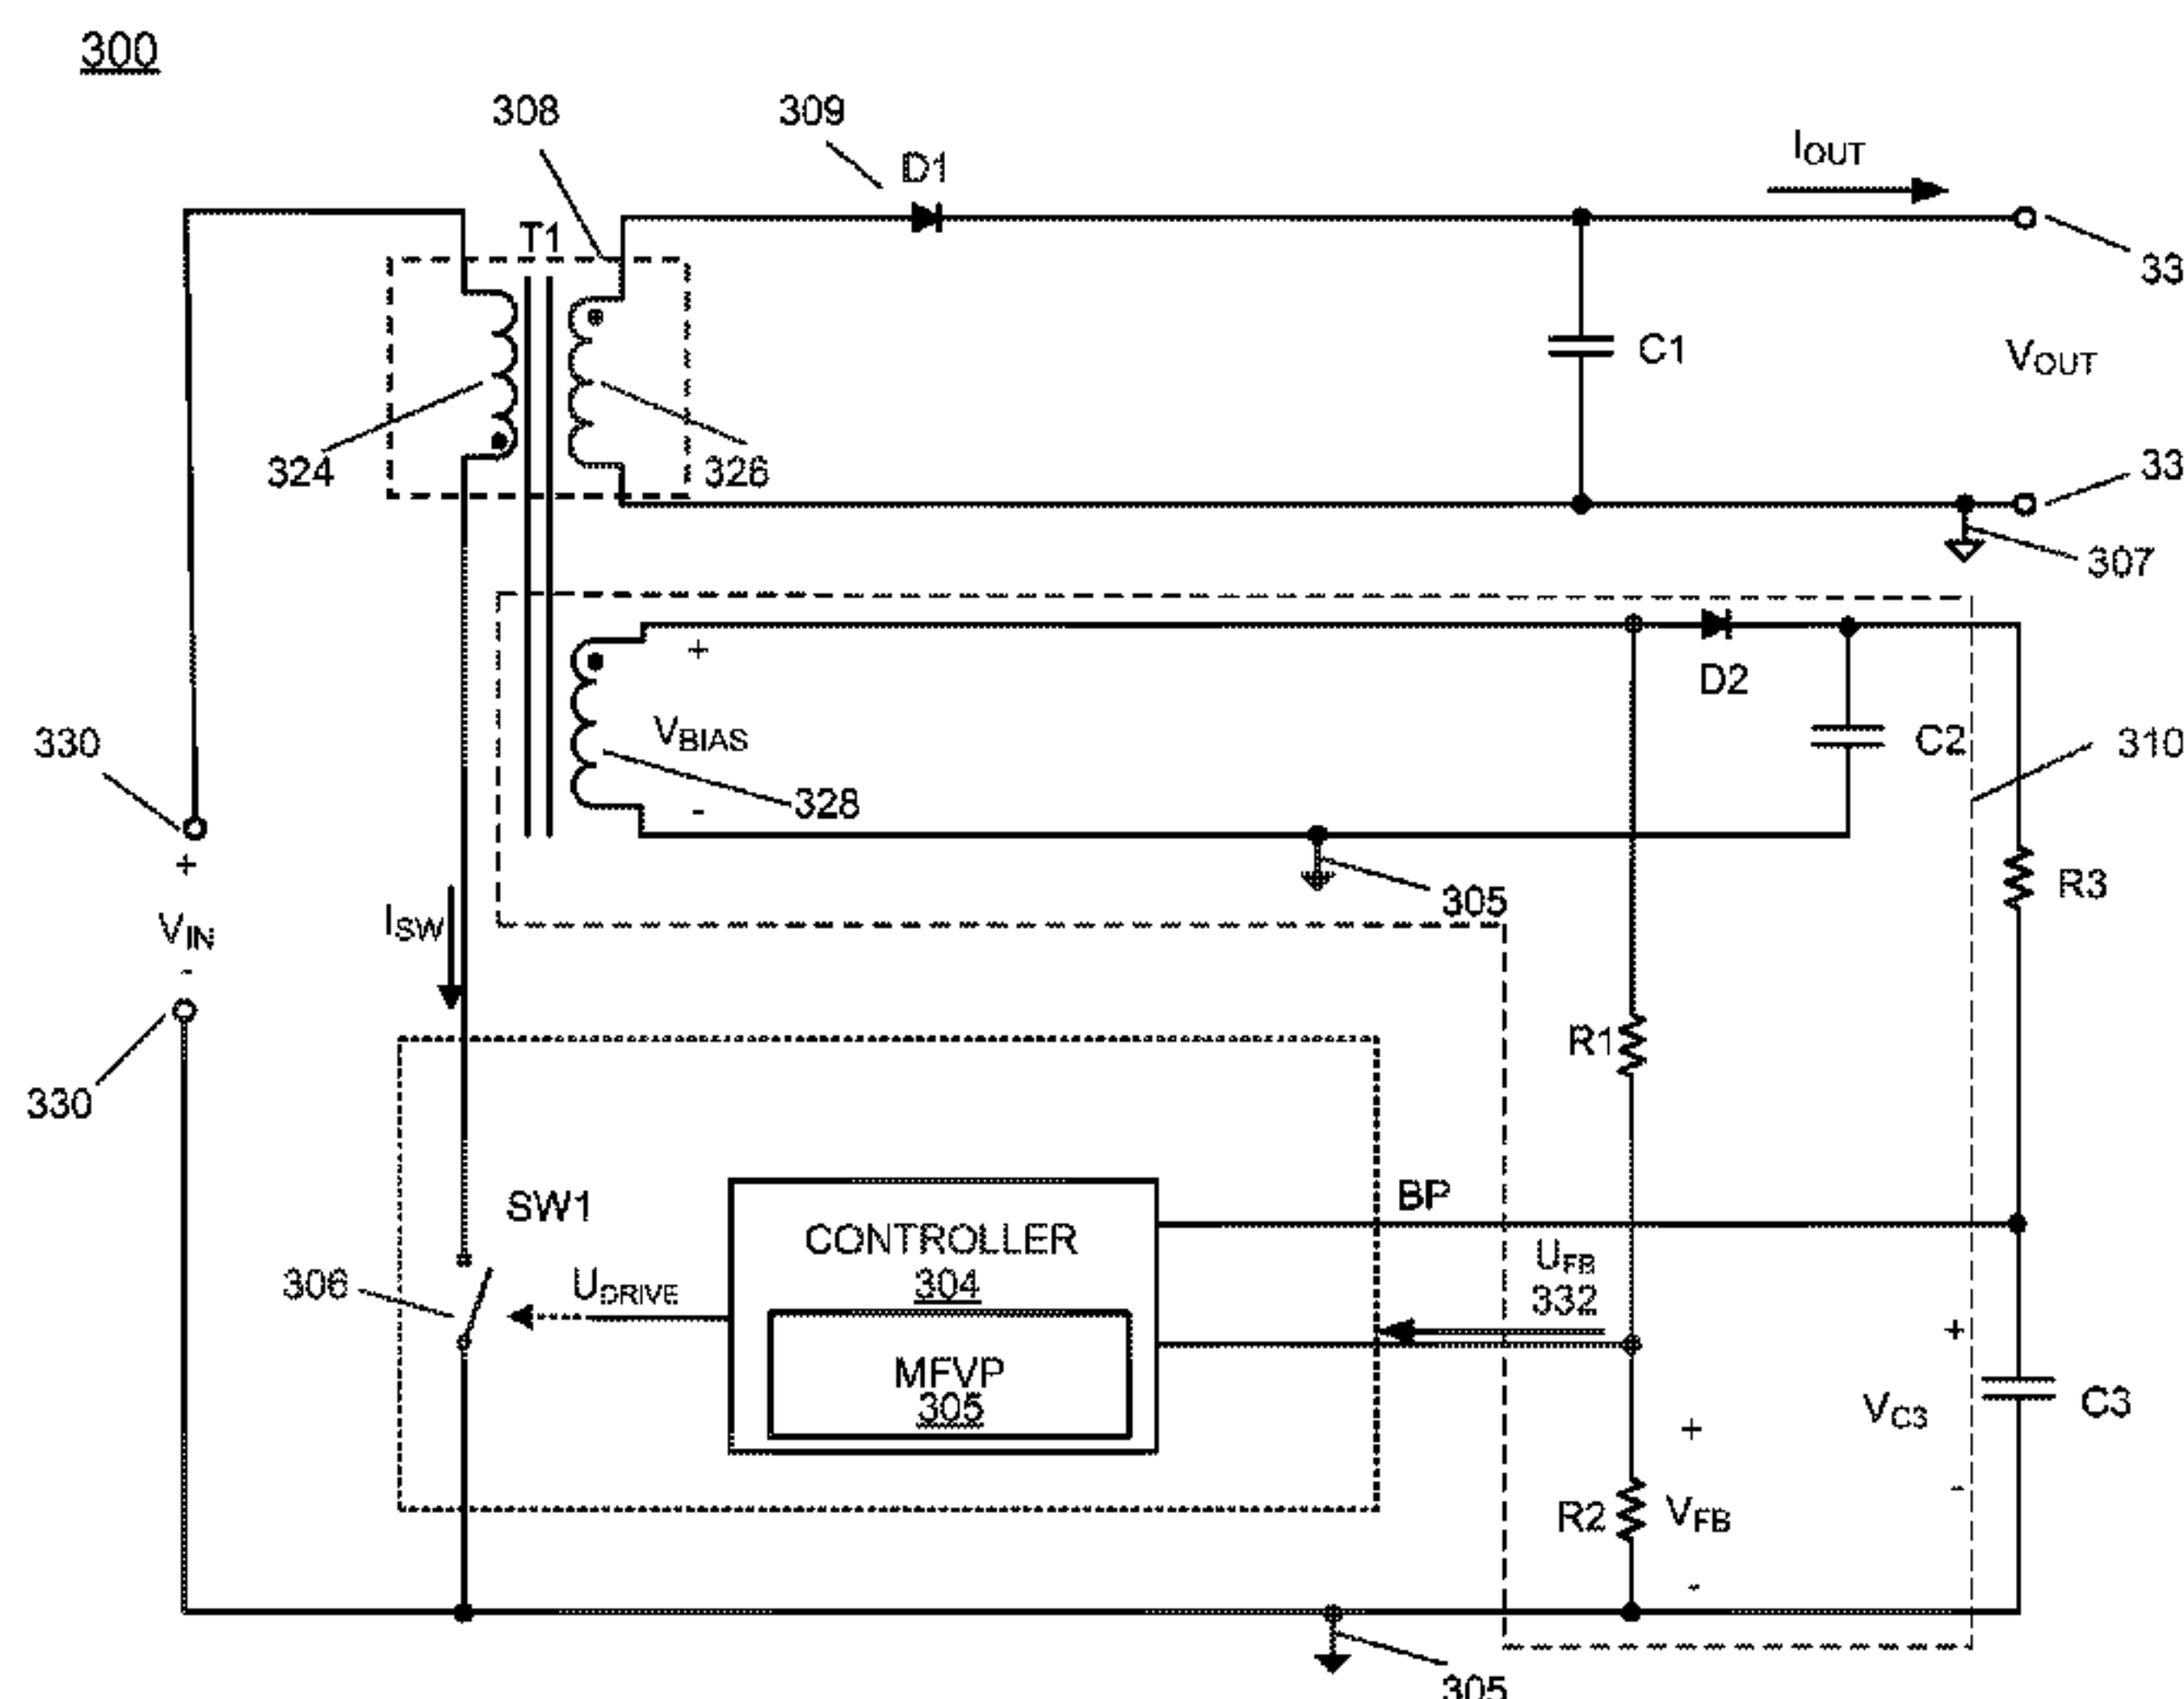 300
308
309
D1
IOUT
T1
33
C1
VOUT
324
326
33
307
+
D2
VBIAS
C2
310
330
328
-
+
305
R3
VIN
ISW
-
R1
330
BP
SW1
CONTROLLER
304
UFB
332
306
UDRIVE
+
MFVP
305
VC3
C3
+
-
R2
VFB
-
305